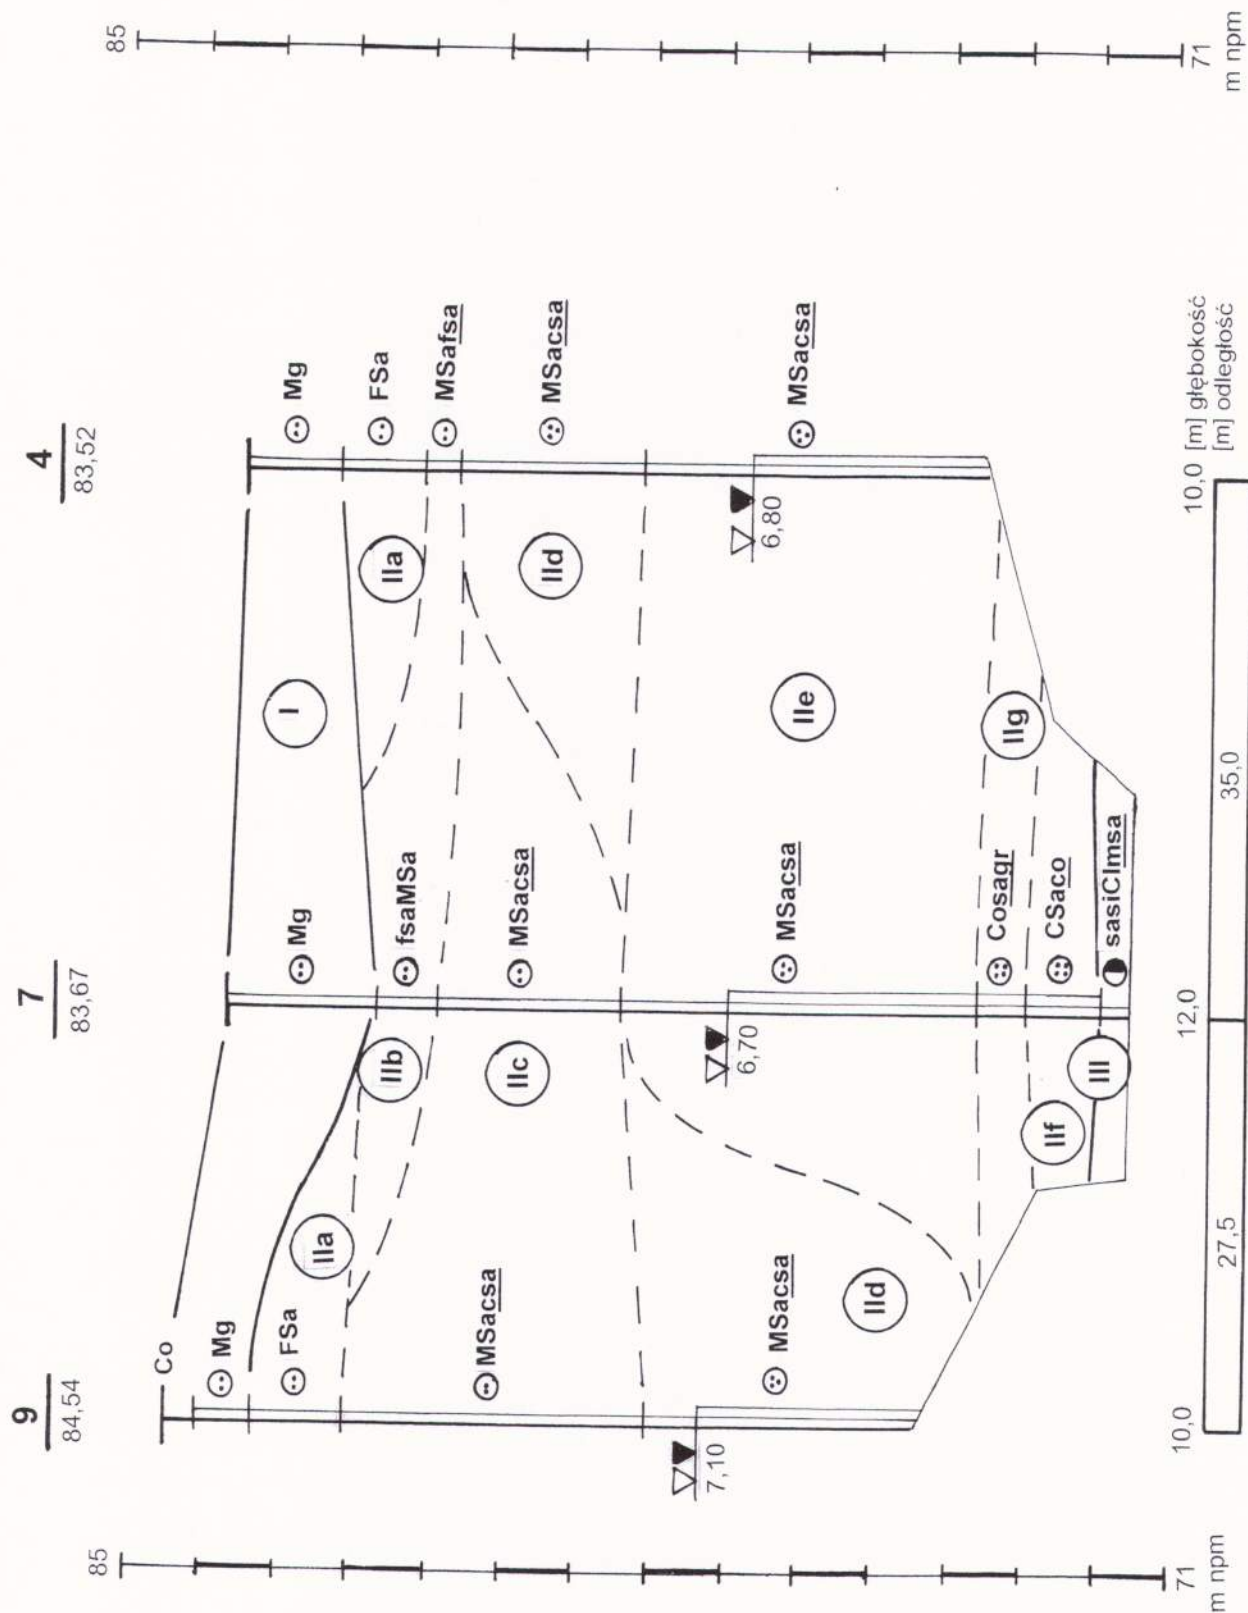 9
84,54
7
83,67
4
83,52
85
85
Co
Mg
Mg
Mg
I
FSa
IIa
fsaMSa
IIb
FSa
IIa
MSafsa
MSacsa
MSacsa
IIc
MSacsa
IId
7,10
6,70
6,80
MSacsa
IId
MSacsa
IIe
MSacsa
Cosagr
IIg
CSaco
IIf
sasiClmsa
III
71
m npm
71
m npm
10,0
12,0
10,0 [m] głębokość
27,5
35,0
[m] odległość